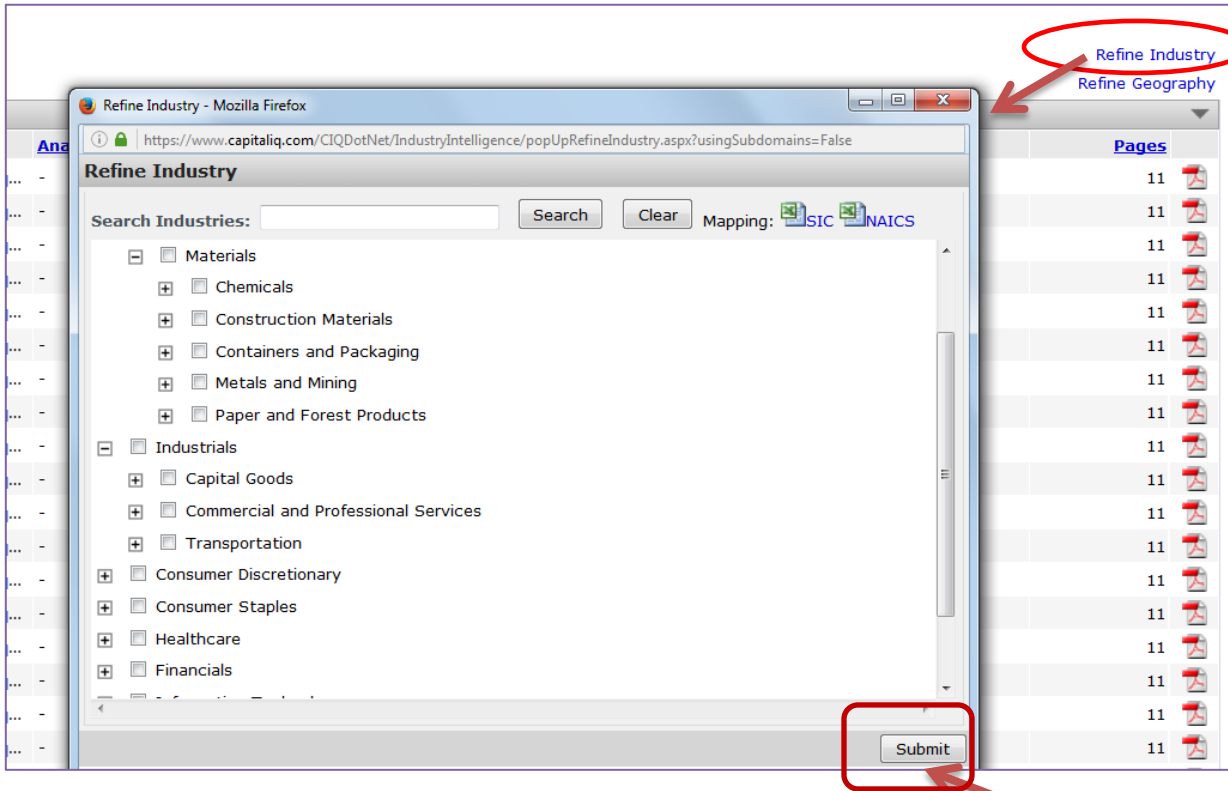 Refine Industry
Refine Geography
Refine Industry - Mozilla Firefox
https://www.capitaliq.com/CIQDotNet/IndustryIntelligence/popUpRefineIndustry.aspx?usingSubdomains=False
Ana Pages
Refine Industry
... - 11
Search Industries: Search Clear Mapping: SIC NAICS
... - 11
Materials
... - 11
Chemicals
... - 11
Construction Materials
... - 11
Containers and Packaging
... - 11
Metals and Mining
... - 11
Paper and Forest Products
... - 11
Industrials
... - 11
Capital Goods
... - 11
Commercial and Professional Services
... - 11
Transportation
... - 11
Consumer Discretionary
... - 11
Consumer Staples
... - 11
Healthcare
... - 11
Financials
... - 11
... - 11
Submit
... - 11